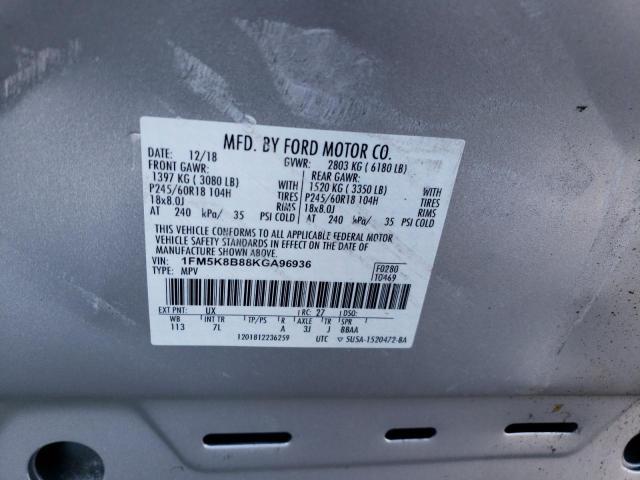 MFD. BY FORD MOTOR CO.
12/18 GVWR: 2803 KG ( 6180 LB)
FRONT GAWR: REAR GAWR:
1397 KG ( 3080 LB) WITH 1520 KG ( 3350 LB) WITH
P245/60R18 104H TIRES P245/60R18 104H TIRES
18x8.0J RIMS 18x8.0J RIMS
AT 240 kPa/ 35 PSI COLD AT 240 kPa/ 35 PSI COLD
THIS VEHICLE CONFORMS TO ALL APPLICABLE FEDERAL MOTOR
VEHICLE SAFETY STANDARDS IN EFFECT ON THE DATE OF
MANUFACTURE SHOWN ABOVE.
VIN: 1FM5K8B88KGA96936 F0280
TYPE: MPV T0469
EXT PNT: UX RC: 27 DSO:
WB INT TR TP/PS R AXLE TR SPR
113 7L A 3J J BBAA
1201812236259 UTC ▽ 5U5A-1520472-BA